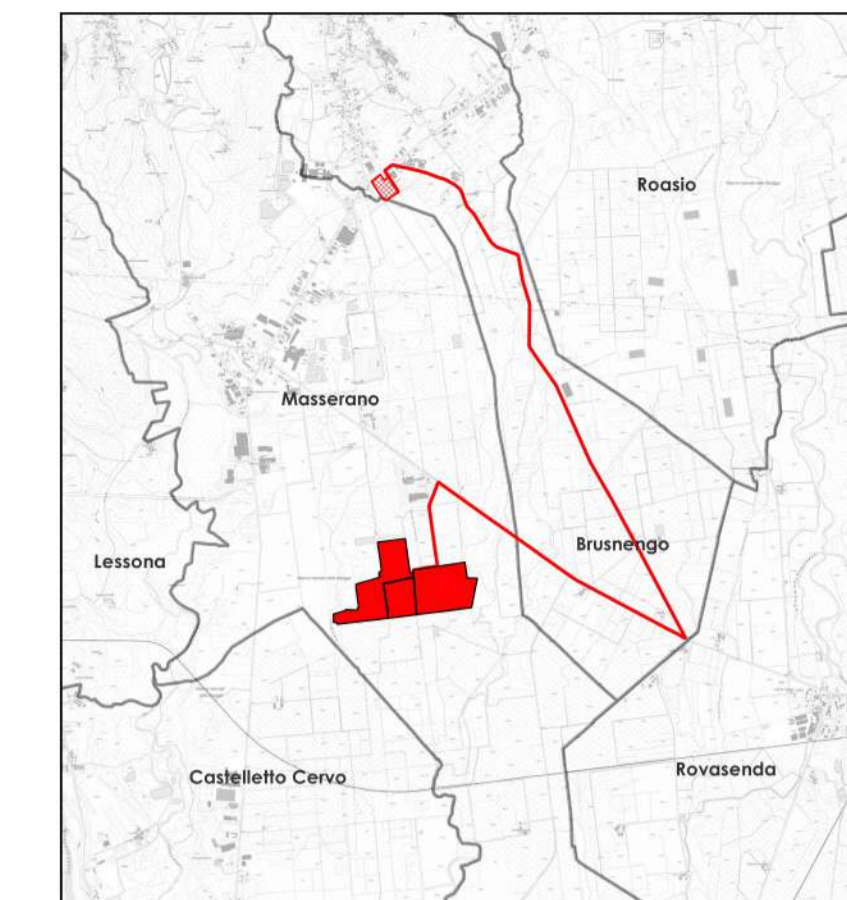 Roasio
Masserano
Brusnengo
Lessona
Rovasenda
Castelletto Cervo